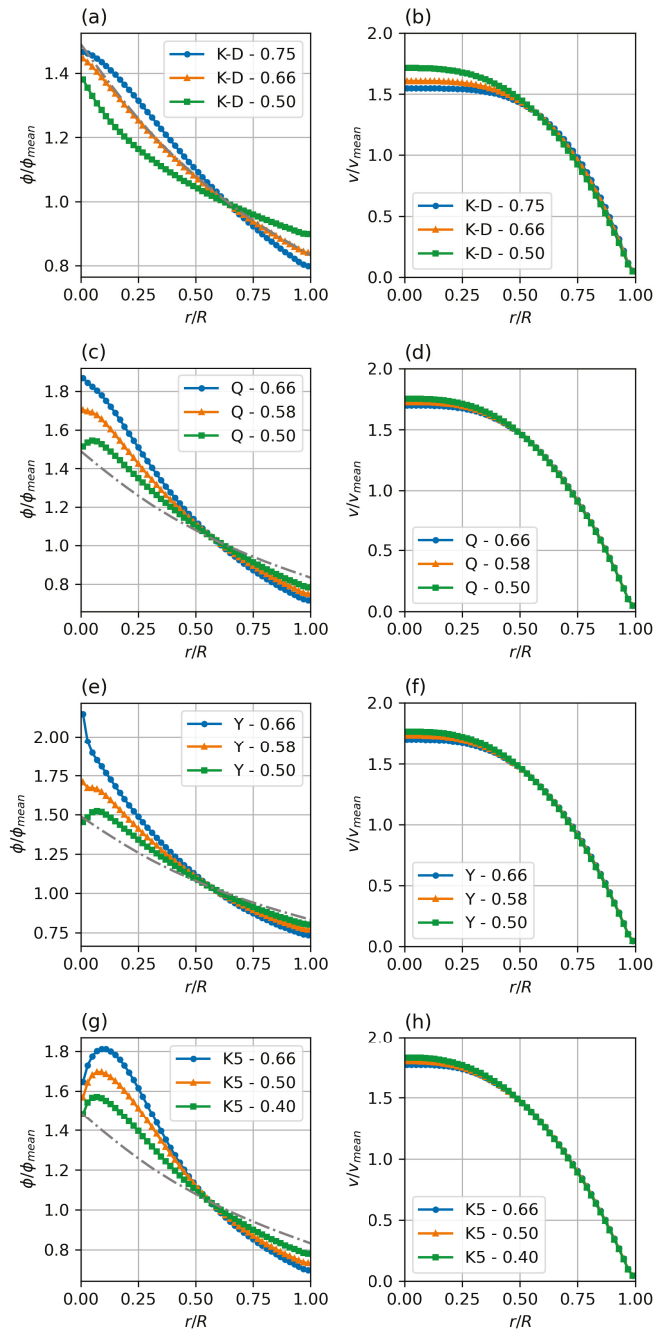 (a)
1.4
1.2
1.0
0.8
ϕ/ϕmean
K-D - 0.75
K-D - 0.66
K-D - 0.50
0.00 0.25 0.50 0.75 1.00
r/R
(b)
2.0
1.5
1.0
0.5
0.0
v/vmean
K-D - 0.75
K-D - 0.66
K-D - 0.50
0.00 0.25 0.50 0.75 1.00
r/R
(c)
1.8
1.6
1.4
1.2
1.0
0.8
ϕ/ϕmean
Q - 0.66
Q - 0.58
Q - 0.50
0.00 0.25 0.50 0.75 1.00
r/R
(d)
2.0
1.5
1.0
0.5
0.0
v/vmean
Q - 0.66
Q - 0.58
Q - 0.50
0.00 0.25 0.50 0.75 1.00
r/R
(e)
2.00
1.75
1.50
1.25
1.00
0.75
ϕ/ϕmean
Y - 0.66
Y - 0.58
Y - 0.50
0.00 0.25 0.50 0.75 1.00
r/R
(f)
2.0
1.5
1.0
0.5
0.0
v/vmean
Y - 0.66
Y - 0.58
Y - 0.50
0.00 0.25 0.50 0.75 1.00
r/R
(g)
1.8
1.6
1.4
1.2
1.0
0.8
ϕ/ϕmean
K5 - 0.66
K5 - 0.50
K5 - 0.40
0.00 0.25 0.50 0.75 1.00
r/R
(h)
2.0
1.5
1.0
0.5
0.0
v/vmean
K5 - 0.66
K5 - 0.50
K5 - 0.40
0.00 0.25 0.50 0.75 1.00
r/R